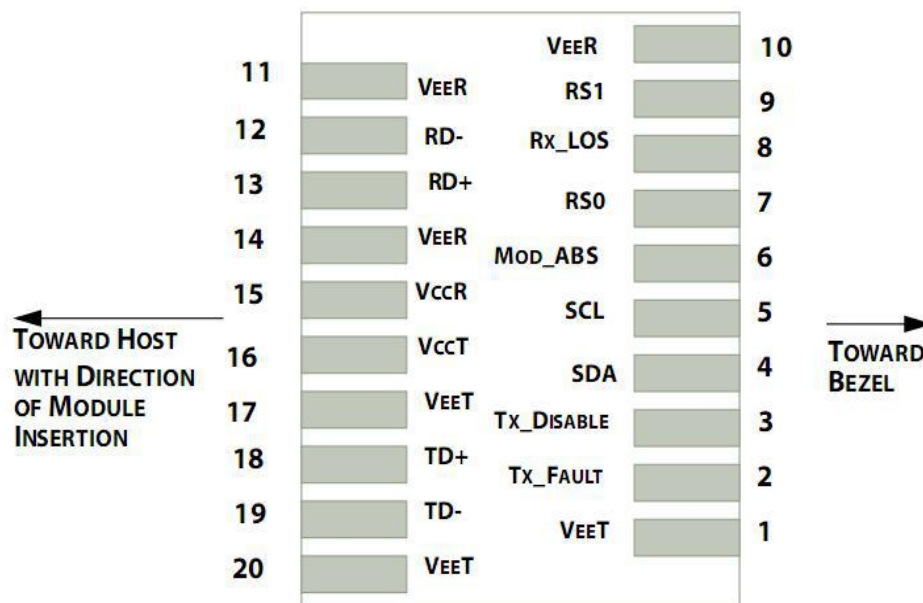 VEER 10
11 VEER
RS1 9
12 RD-
RX_LOS 8
13 RD+
RS0 7
14 VEER
MOD_ABS 6
15 VCCR
SCL 5
TOWARD HOST
WITH DIRECTION
OF MODULE
INSERTION
TOWARD
BEZEL
16 VCCT
SDA 4
17 VEET
TX_DISABLE 3
18 TD+
TX_FAULT 2
19 TD-
VEET 1
20 VEET